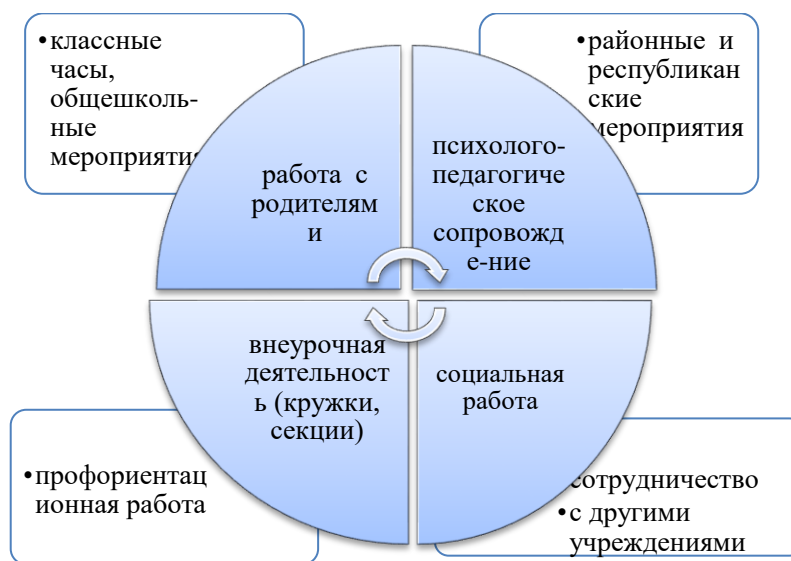 •классные
часы,
общешколь-
ные
мероприятия
•районные и
республикан
ские
мероприятия
работа с
родителям
и
психолого-
педагогиче
ское
сопровожд
е-ние
внеурочная
деятельност
ь (кружки,
секции)
социальная
работа
•профориентац
ионная работа
сотрудничество
•с другими
учреждениями